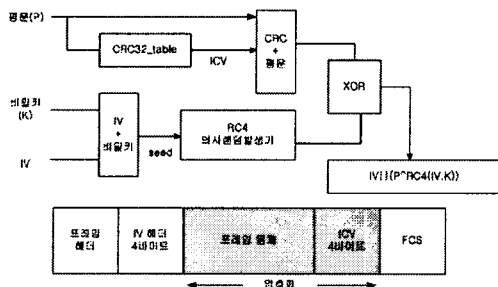 평문(P)
CRC32_table
ICV
CRC
+
평문
XOR
비밀키
(K)
IV
IV
+
비밀키
seed
RC4
의사랜덤발생기
IV||(P^RC4(IV,K))
프레임
헤더
IV 헤더
4바이트
프레임 몸체
ICV
4바이트
FCS
암호화